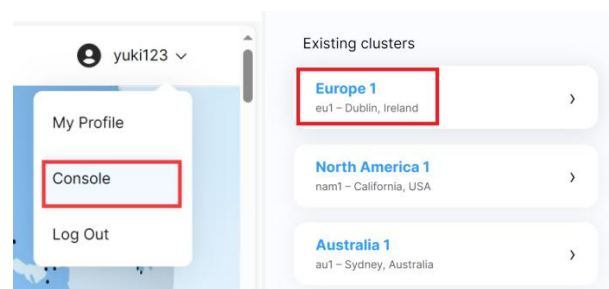 yuki123
My Profile
Console
Log Out
Existing clusters
Europe 1
eu1 – Dublin, Ireland
North America 1
nam1 – California, USA
Australia 1
au1 – Sydney, Australia